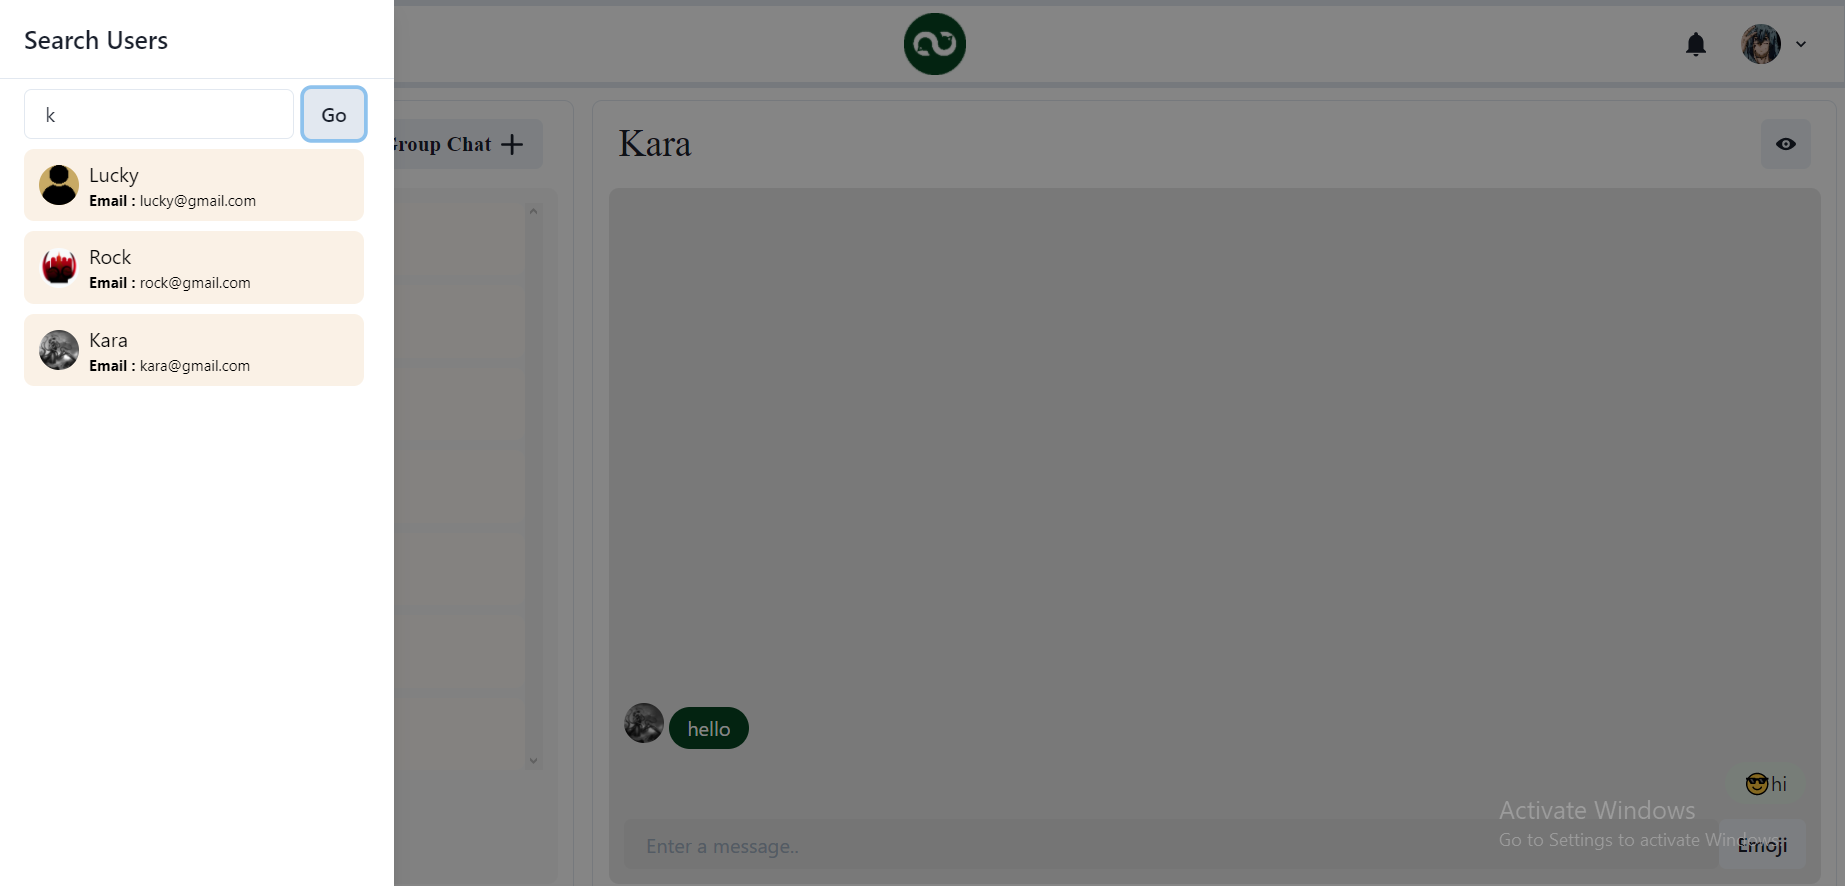 Search Users
k
Go
Lucky
Email : lucky@gmail.com
Rock
Email : rock@gmail.com
Kara
Email : kara@gmail.com
Group Chat
Kara
hello
😎hi
Enter a message..
Emoji
Activate Windows
Go to Settings to activate Windows.